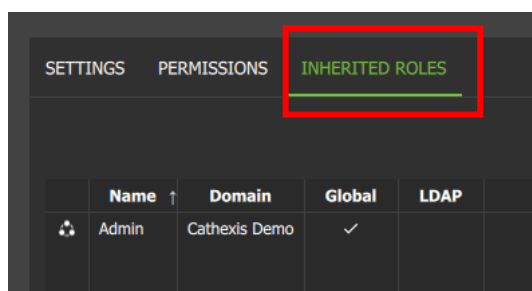 SETTINGS PERMISSIONS INHERITED ROLES
Name ↑ Domain Global LDAP
Admin Cathexis Demo ✓